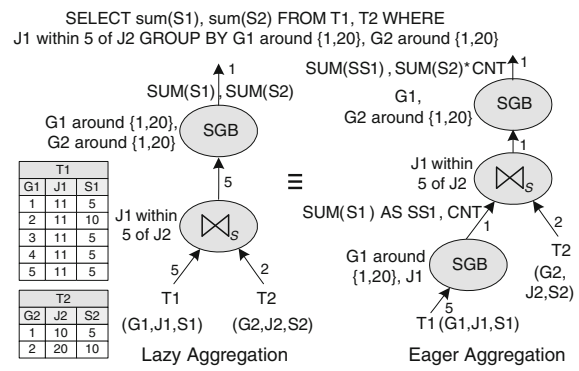 SELECT sum(S1), sum(S2) FROM T1, T2 WHERE
J1 within 5 of J2 GROUP BY G1 around {1,20}, G2 around {1,20}
1
SUM(S1), SUM(S2)
G1 around {1,20},
G2 around {1,20}
SGB
5
J1 within
5 of J2
⋈S
5
2
T1
(G1,J1,S1)
T2
(G2,J2,S2)
Lazy Aggregation
T1
G1 J1 S1
1 11 5
2 11 10
3 11 5
4 11 5
5 11 5
T2
G2 J2 S2
1 10 5
2 20 10
≡
1
SUM(SS1), SUM(S2)*CNT
G1,
G2 around {1,20}
SGB
1
J1 within
5 of J2
⋈S
SUM(S1) AS SS1, CNT
1
2
G1 around
{1,20}, J1
SGB
T2
(G2,
J2,S2)
5
T1(G1,J1,S1)
Eager Aggregation